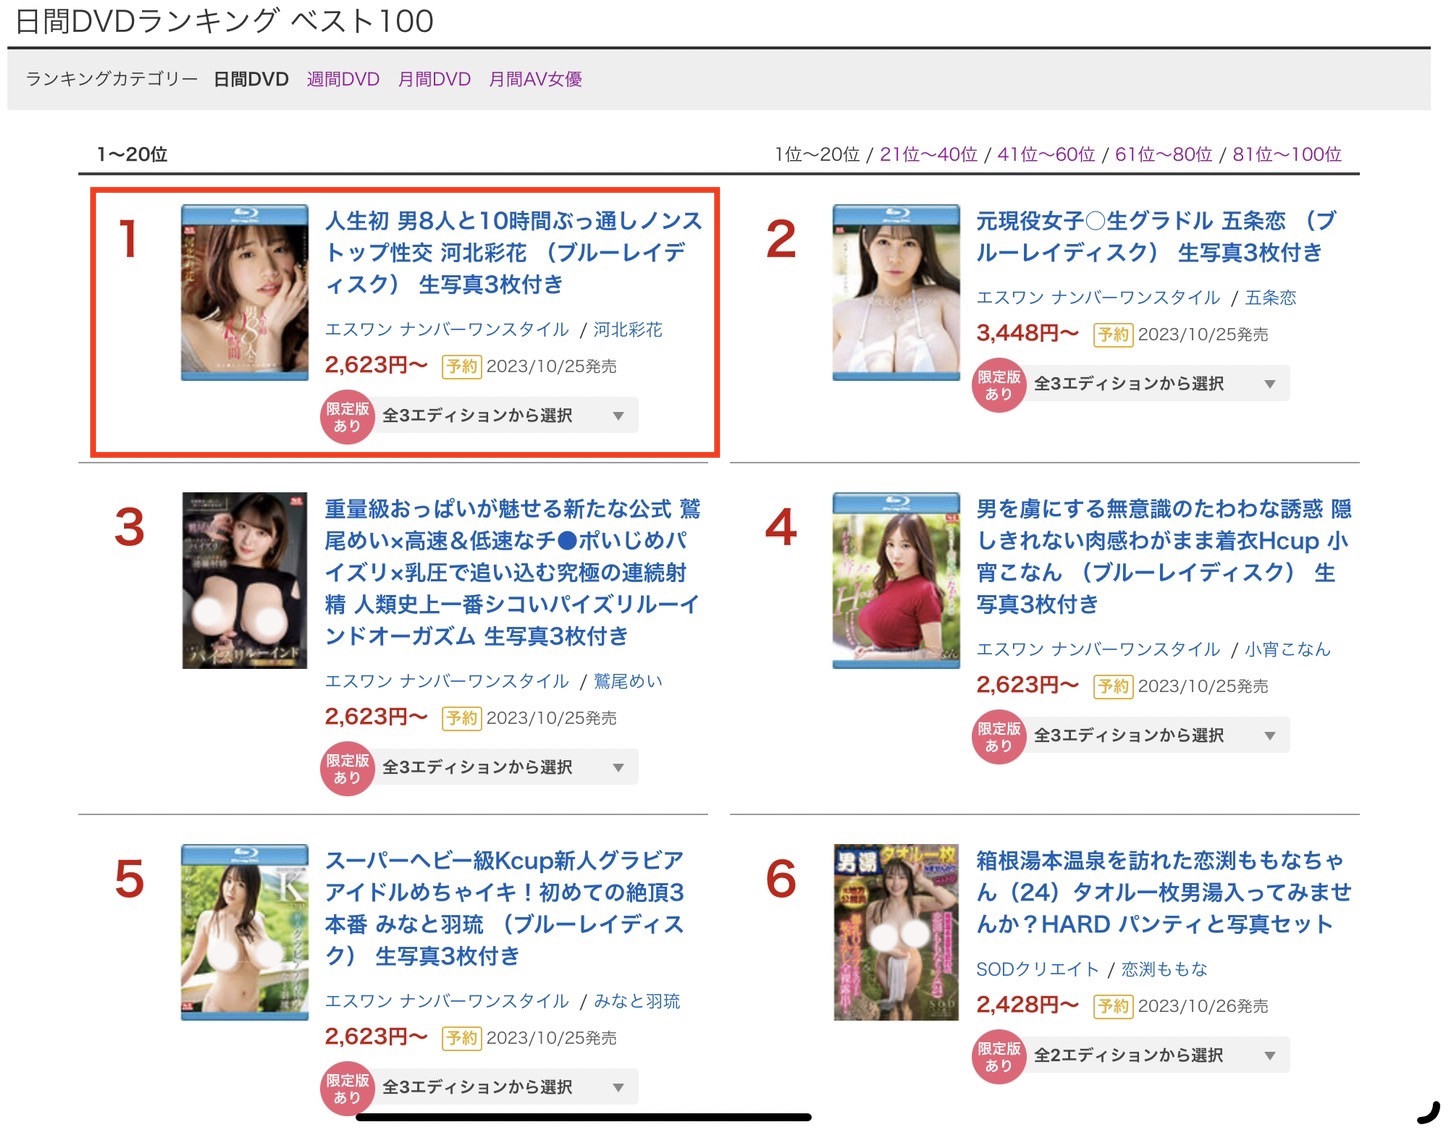 日間DVDランキング ベスト100
ランキングカテゴリー 日間DVD 週間DVD 月間DVD 月間AV女優
1～20位
1位～20位 / 21位～40位 / 41位～60位 / 61位～80位 / 81位～100位
1
人生初 男8人と10時間ぶっ通しノンス
トップ性交 河北彩花 （ブルーレイデ
ィスク） 生写真3枚付き
エスワン ナンバーワンスタイル / 河北彩花
2,623円～ 予約 2023/10/25発売
限定版
あり
全3エディションから選択 ▼
2
元現役女子〇生グラドル 五条恋 （ブ
ルーレイディスク） 生写真3枚付き
エスワン ナンバーワンスタイル / 五条恋
3,448円～ 予約 2023/10/25発売
限定版
あり
全3エディションから選択 ▼
3
重量級おっぱいが魅せる新たな公式 鷲
尾めい×高速＆低速なチ●ポいじめパ
イズリ×乳圧で追い込む究極の連続射
精 人類史上一番シコいパイズリルーイ
ンドオーガズム 生写真3枚付き
エスワン ナンバーワンスタイル / 鷲尾めい
2,623円～ 予約 2023/10/25発売
限定版
あり
全3エディションから選択 ▼
4
男を虜にする無意識のたわわな誘惑 隠
しきれない肉感わがまま着衣Hcup 小
宵こなん （ブルーレイディスク） 生
写真3枚付き
エスワン ナンバーワンスタイル / 小宵こなん
2,623円～ 予約 2023/10/25発売
限定版
あり
全3エディションから選択 ▼
5
スーパーヘビー級Kcup新人グラビア
アイドルめちゃイキ！初めての絶頂3
本番 みなと羽琉 （ブルーレイディス
ク） 生写真3枚付き
エスワン ナンバーワンスタイル / みなと羽琉
2,623円～ 予約 2023/10/25発売
限定版
あり
全3エディションから選択 ▼
6
男湯
タオル一枚
箱根湯本温泉を訪れた恋渕ももなちゃ
ん（24）タオル一枚男湯入ってみませ
んか？HARD パンティと写真セット
SODクリエイト / 恋渕ももな
2,428円～ 予約 2023/10/26発売
限定版
あり
全2エディションから選択 ▼